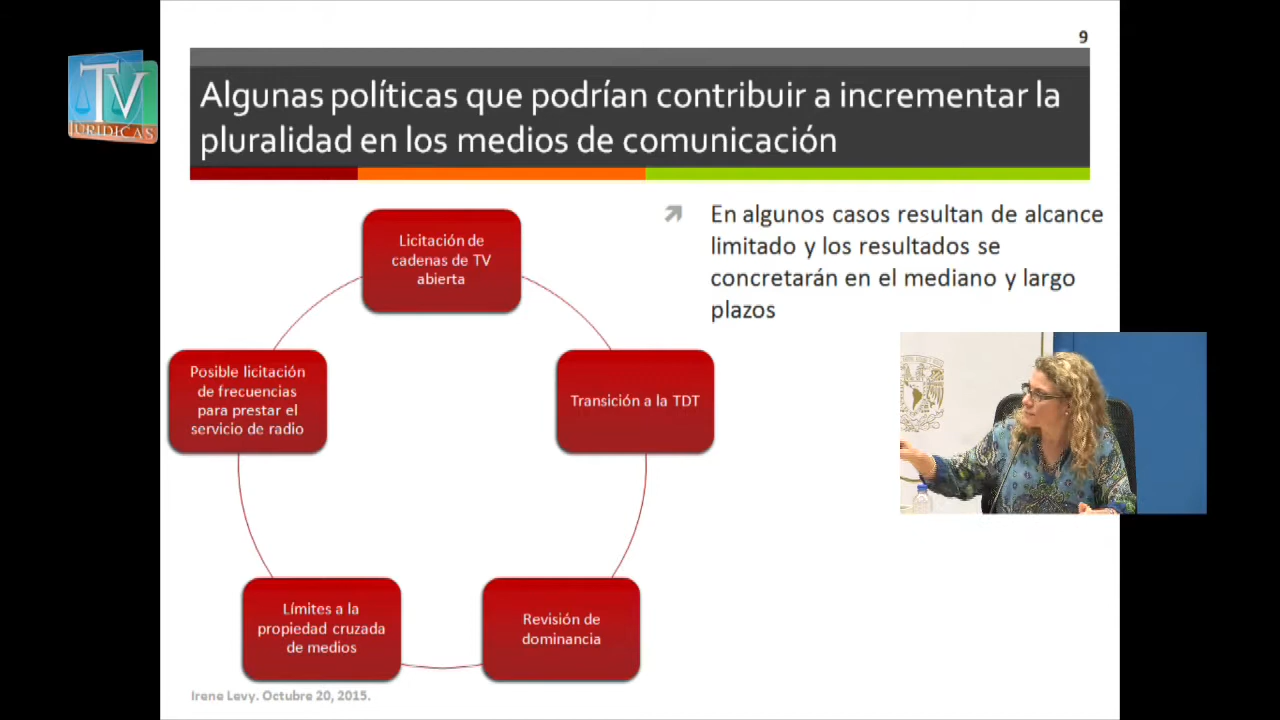 9
TV
JURIDICAS
Algunas políticas que podrían contribuir a incrementar la
pluralidad en los medios de comunicación
Licitación de
cadenas de TV
abierta
Transición a la TDT
Revisión de
dominancia
Límites a la
propiedad cruzada
de medios
Posible licitación
de frecuencias
para prestar el
servicio de radio
En algunos casos resultan de alcance
limitado y los resultados se
concretarán en el mediano y largo
plazos
Irene Levy. Octubre 20, 2015.